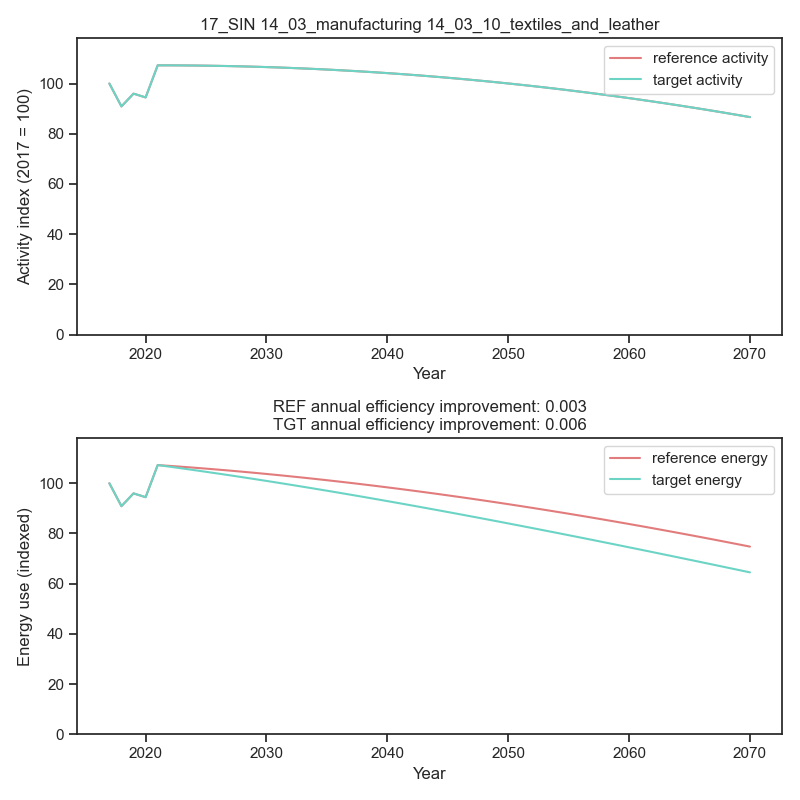 17_SIN 14_03_manufacturing 14_03_10_textiles_and_leather
reference activity
target activity
Activity index (2017 = 100)
100
80
60
40
20
0
2020 2030 2040 2050 2060 2070
Year
REF annual efficiency improvement: 0.003
TGT annual efficiency improvement: 0.006
reference energy
target energy
Energy use (indexed)
100
80
60
40
20
0
2020 2030 2040 2050 2060 2070
Year